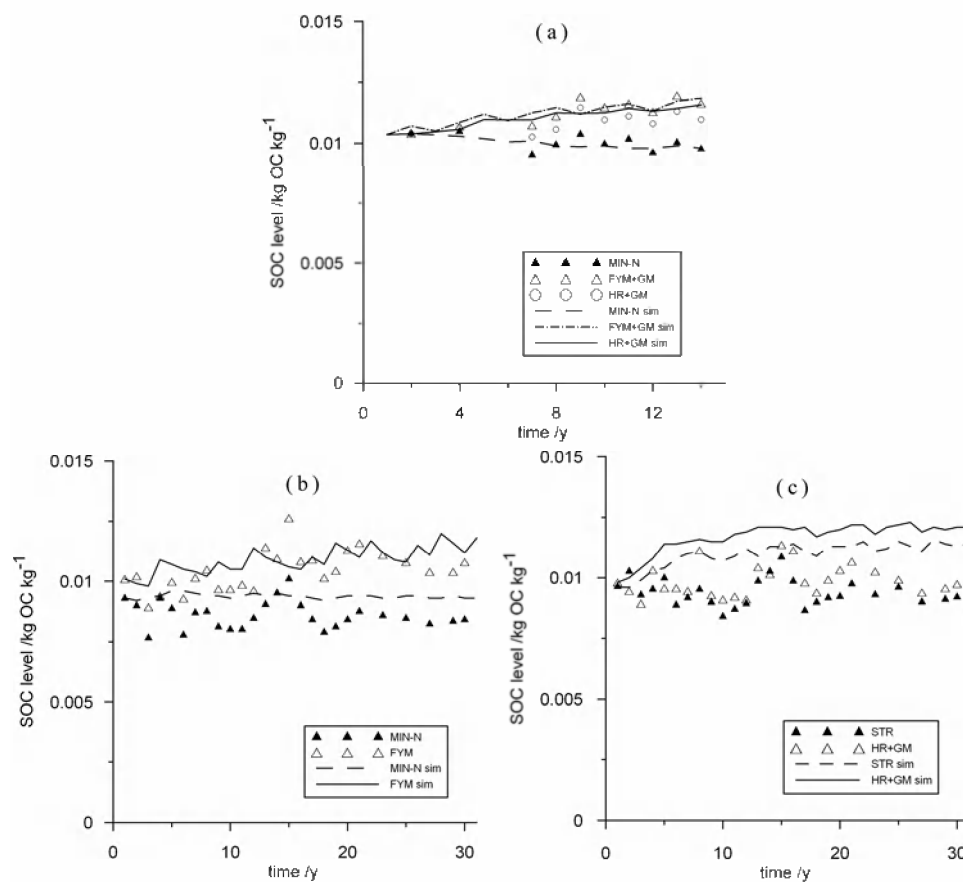 ( a )
0.015
0.01
0.005
0
SOC level /kg OC kg⁻¹
MIN-N
FYM+GM
HR+GM
MIN-N sim
FYM+GM sim
HR+GM sim
0 4 8 12
time /y
( b )
0.015
0.01
0.005
0
SOC level /kg OC kg⁻¹
MIN-N
FYM
MIN-N sim
FYM sim
0 10 20 30
time /y
( c )
0.015
0.01
0.005
0
SOC level /kg OC kg⁻¹
STR
HR+GM
STR sim
HR+GM sim
0 10 20 30
time /y